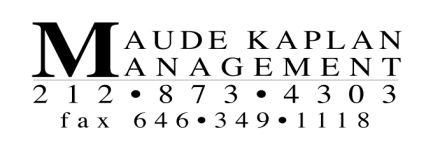 MAUDE KAPLAN
MANAGEMENT
212•873•4303
fax 646•349•1118